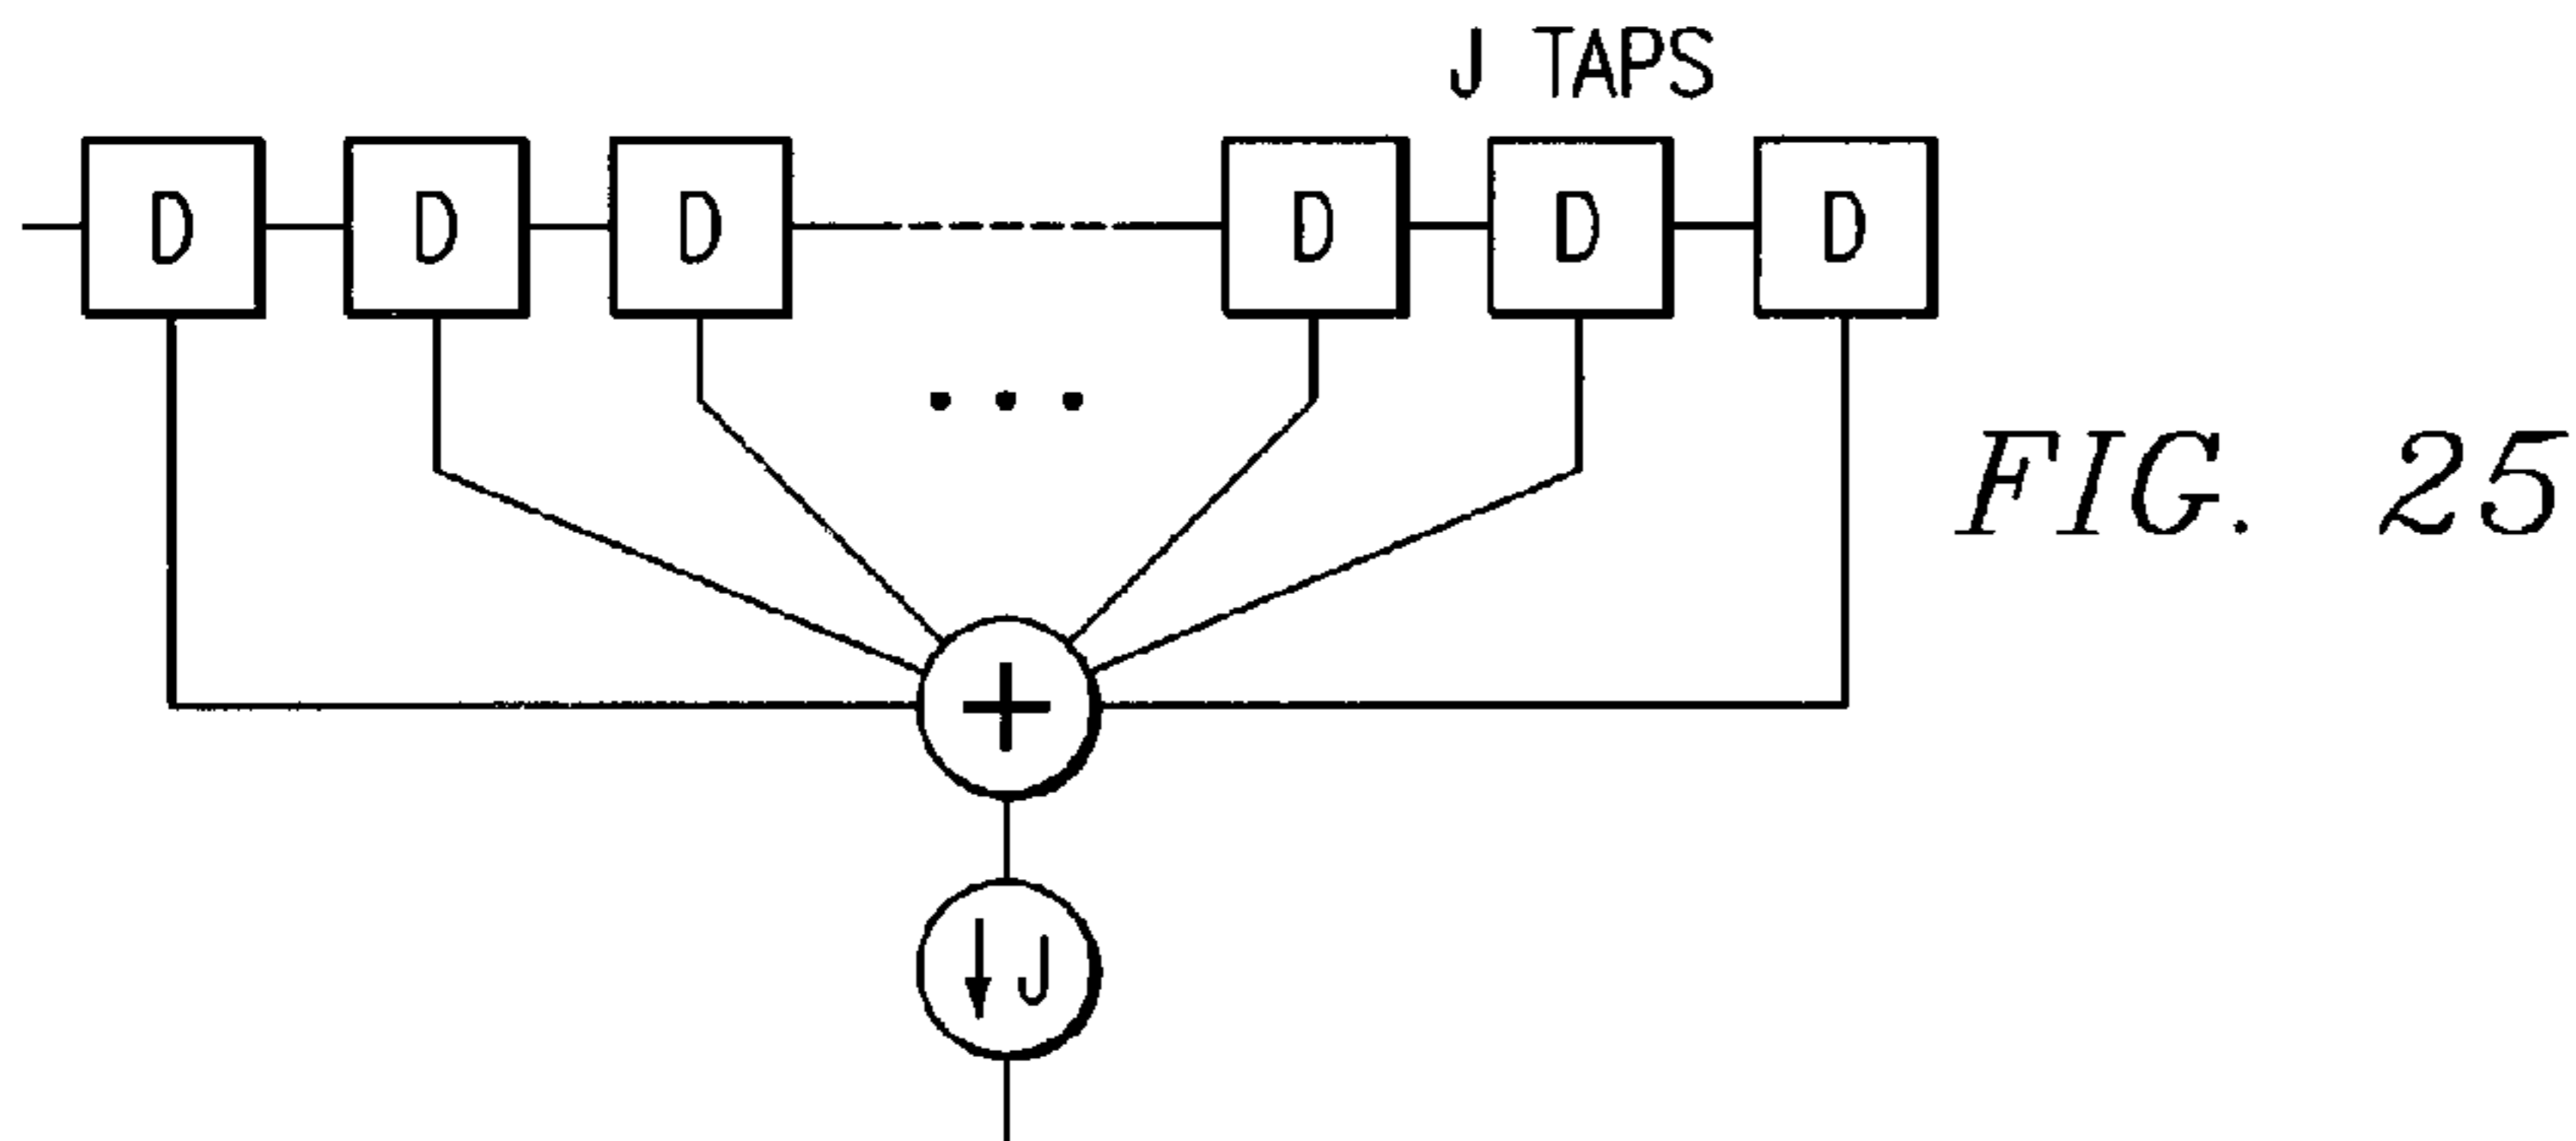 J TAPS
D D D D D D
. . .
FIG. 25
+
↓ J